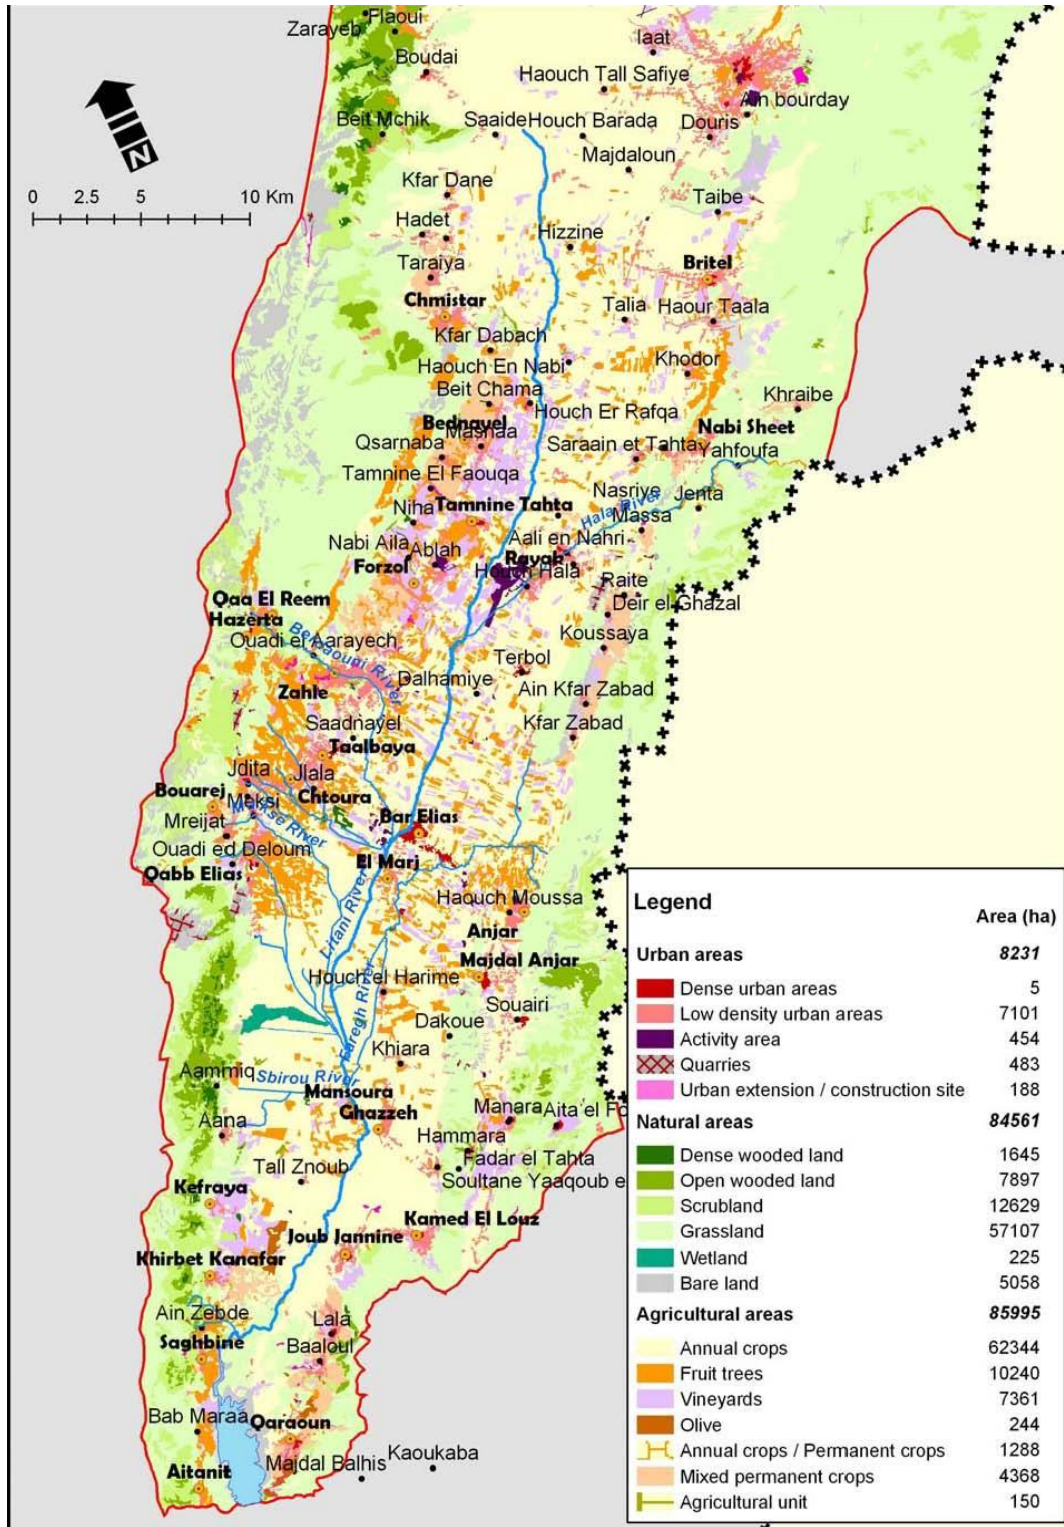 Flaoui
Zarayeb
Iaat
Boudai
Haouch Tall Safiye
Ain bourday
Beit Mchik
Saaide
Houch Barada
Douris
Majdaloun
N
Kfar Dane
0 2.5 5 10 Km
Taibe
Hadet
Hizzine
Taraiya
Britel
Chmistar
Talia
Haour Taala
Kfar Dabach
Haouch En Nabi
Khodor
Beit Chama
Khraibe
Houch Er Rafqa
Bednayel
Nabi Sheet
Masnaa
Qsarnaba
Saraain et Tahta
Yahfoufa
Tamnine El Faouqa
Nasriye
Jenta
Niha
Tamnine Tahta
Hala River
Massa
Nabi Aila
Ablah
Aali en Nahri
Rayak
Forzol
Houch Hala
Raite
Qaa El Reem
Deir el Ghazal
Hazerta
Koussaya
Ouadi el Aarayech
Berdaouni River
Terbol
Dalhamiye
Ain Kfar Zabad
Zahle
Saadnayel
Kfar Zabad
Taalbaya
Jdita
Jlala
Bouarej
Meksi
Chtoura
Mreijat
Bar Elias
Ouadi ed Deloum
El Marj
Qabb Elias
Haouch Moussa
Litani River
Anjar
Majdal Anjar
Houch el Harime
Souairi
Dakoue
Faregh River
Khiara
Aammiq
Sbirou River
Mansoura
Ghazzeh
Manara
Aita el Fo
Aana
Hammara
Tall Znoub
Fadar el Tahta
Soultane Yaaqoub e
Kefraya
Kamed El Louz
Joub Jannine
Khirbet Kanafar
Ain Zebde
Lala
Saghbine
Baaloul
Bab Maraa
Qaraoun
Aitanit
Majdal Balhis
Kaoukaba
Legend
Area (ha)
Urban areas 8231
Dense urban areas 5
Low density urban areas 7101
Activity area 454
Quarries 483
Urban extension / construction site 188
Natural areas 84561
Dense wooded land 1645
Open wooded land 7897
Scrubland 12629
Grassland 57107
Wetland 225
Bare land 5058
Agricultural areas 85995
Annual crops 62344
Fruit trees 10240
Vineyards 7361
Olive 244
Annual crops / Permanent crops 1288
Mixed permanent crops 4368
Agricultural unit 150